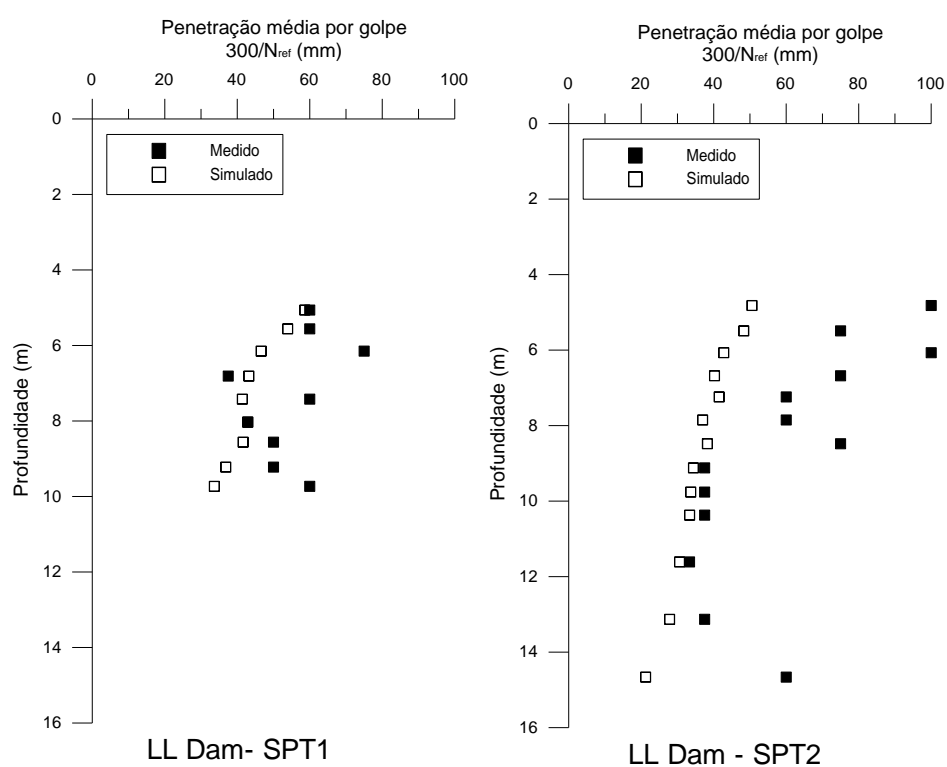 Penetração média por golpe
300/Nref (mm)
0 20 40 60 80 100
0
2
4
6
8
10
12
14
16
Profundidade (m)
Medido
Simulado
LL Dam- SPT1
Penetração média por golpe
300/Nref (mm)
0 20 40 60 80 100
0
2
4
6
8
10
12
14
16
Profundidade (m)
Medido
Simulado
LL Dam - SPT2